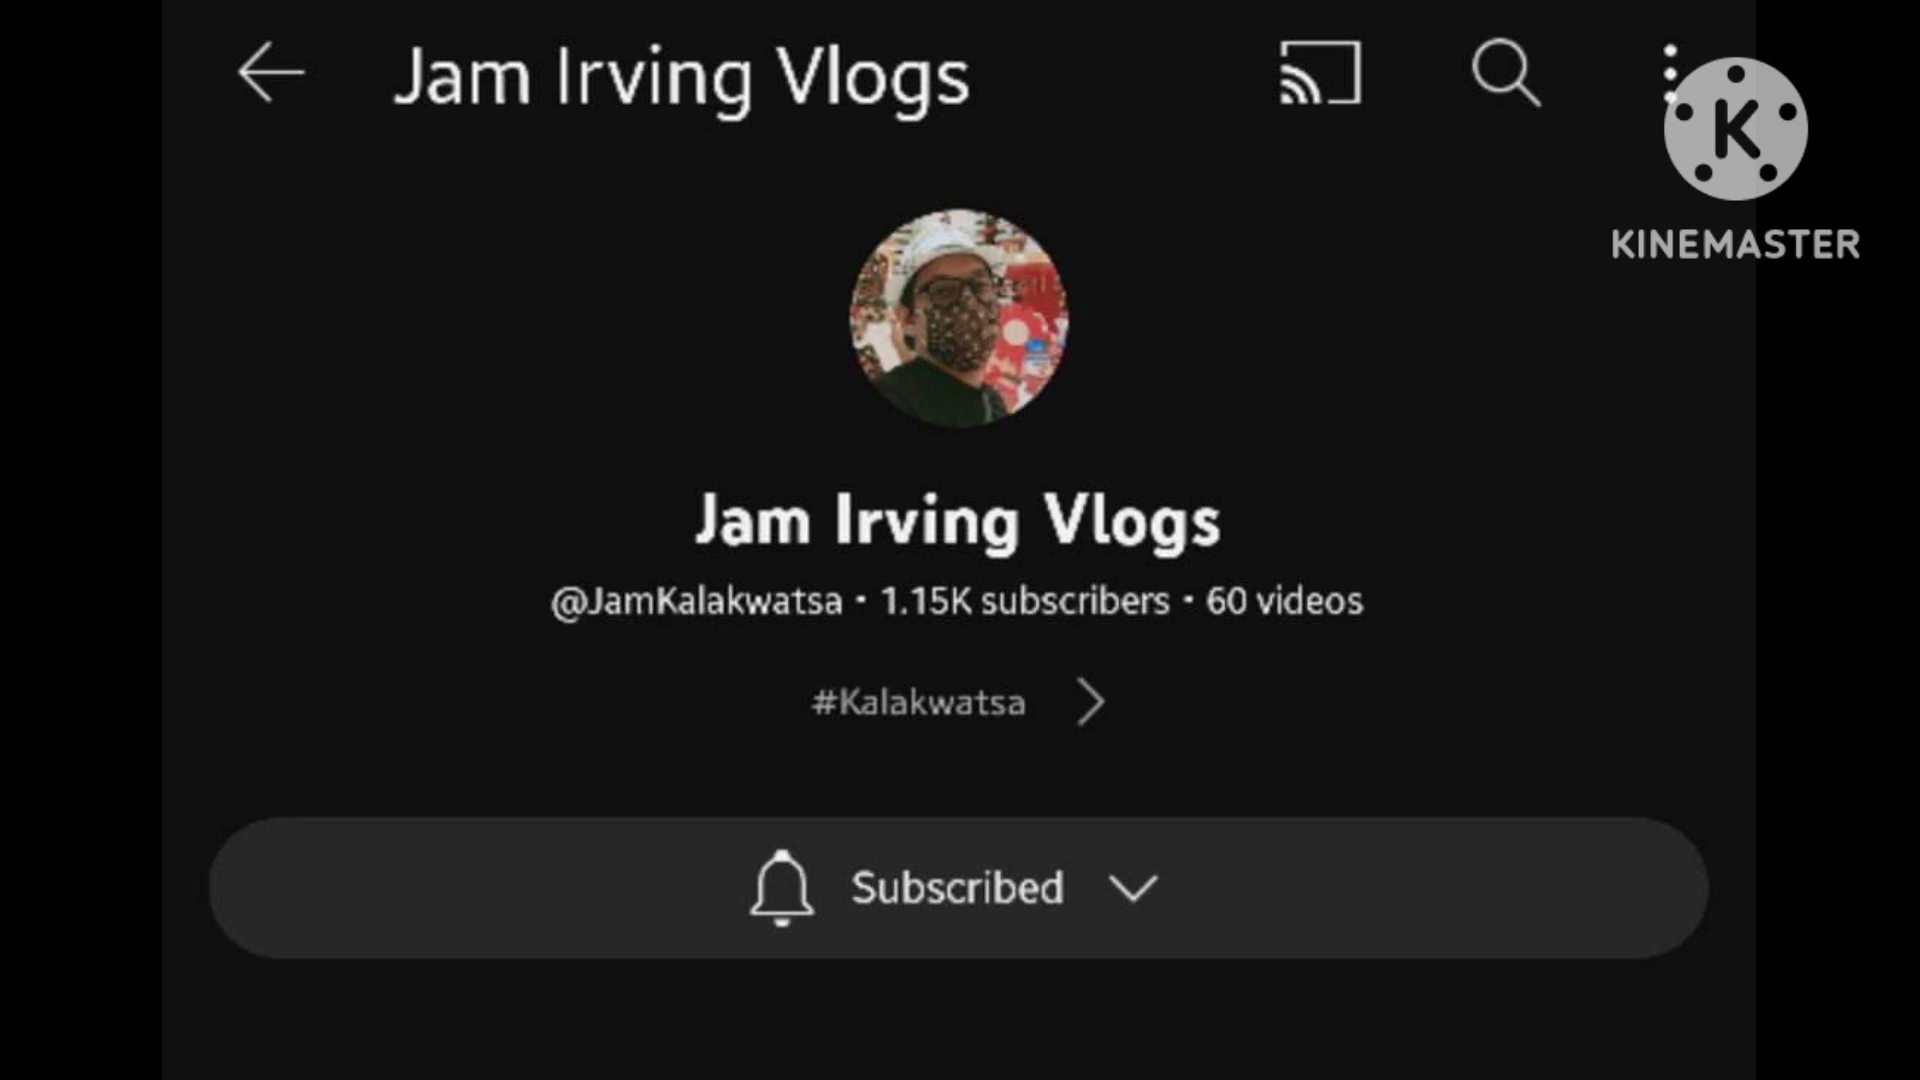 Jam Irving Vlogs
K
KINEMASTER
Jam Irving Vlogs
@JamKalakwatsa · 1.15K subscribers · 60 videos
#Kalakwatsa
Subscribed